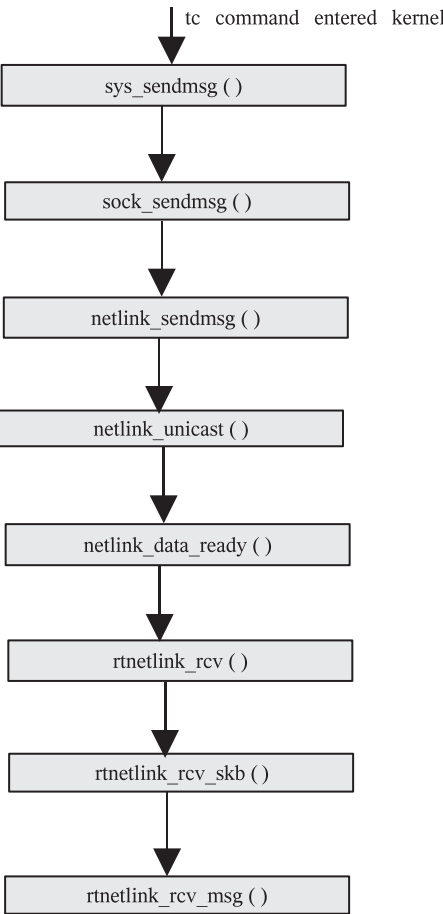 tc command entered kernel
sys_sendmsg ( )
sock_sendmsg ( )
netlink_sendmsg ( )
netlink_unicast ( )
netlink_data_ready ( )
rtnetlink_rcv ( )
rtnetlink_rcv_skb ( )
rtnetlink_rcv_msg ( )